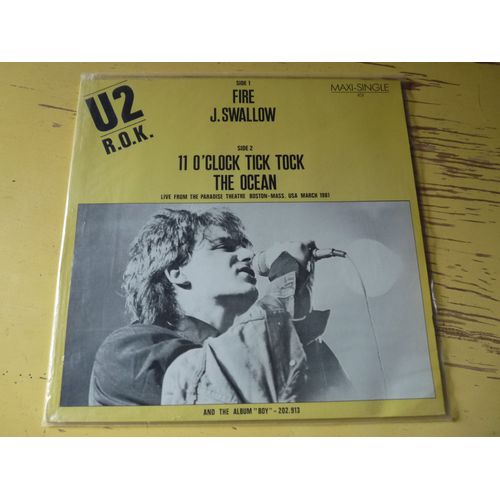 U2
R.O.K.
SIDE 1
FIRE
J.SWALLOW
MAXI-SINGLE
SIDE 2
11 O'CLOCK TICK TOCK
THE OCEAN
LIVE FROM THE PARADISE THEATRE BOSTON-MASS. USA MARCH 1981
AND THE ALBUM "BOY" - 202.913